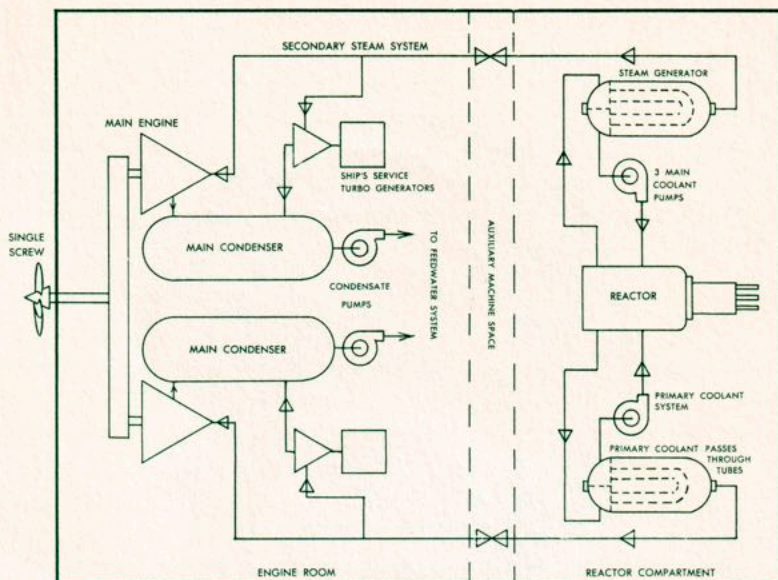 SECONDARY STEAM SYSTEM
STEAM GENERATOR
MAIN ENGINE
3 MAIN
COOLANT
PUMPS
SHIP'S SERVICE
TURBO GENERATORS
SINGLE
SCREW
MAIN CONDENSER
TO FEEDWATER SYSTEM
AUXILIARY MACHINE SPACE
CONDENSATE
PUMPS
REACTOR
MAIN CONDENSER
PRIMARY COOLANT
SYSTEM
PRIMARY COOLANT PASSES
THROUGH
TUBES
ENGINE ROOM
REACTOR COMPARTMENT